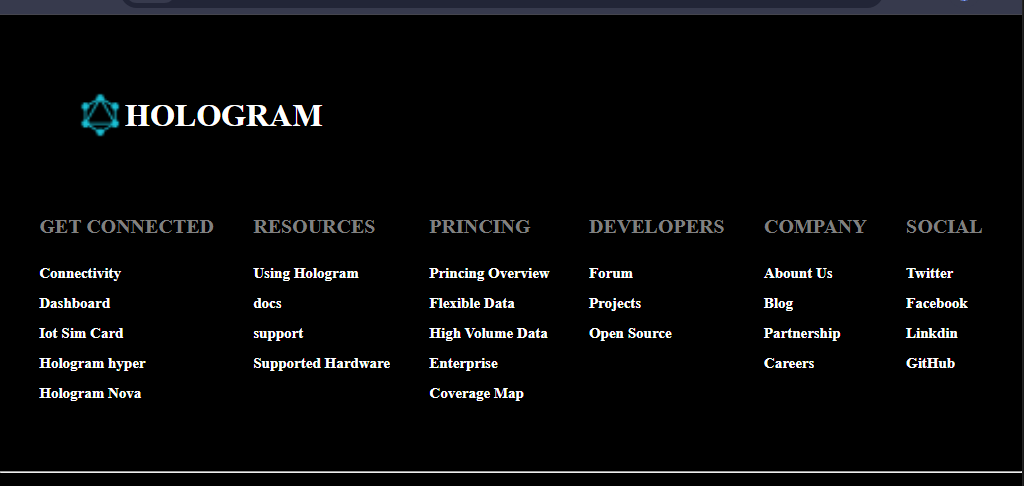 HOLOGRAM
GET CONNECTED
Connectivity
Dashboard
Iot Sim Card
Hologram hyper
Hologram Nova
RESOURCES
Using Hologram
docs
support
Supported Hardware
PRINCING
Princing Overview
Flexible Data
High Volume Data
Enterprise
Coverage Map
DEVELOPERS
Forum
Projects
Open Source
COMPANY
Abount Us
Blog
Partnership
Careers
SOCIAL
Twitter
Facebook
Linkdin
GitHub